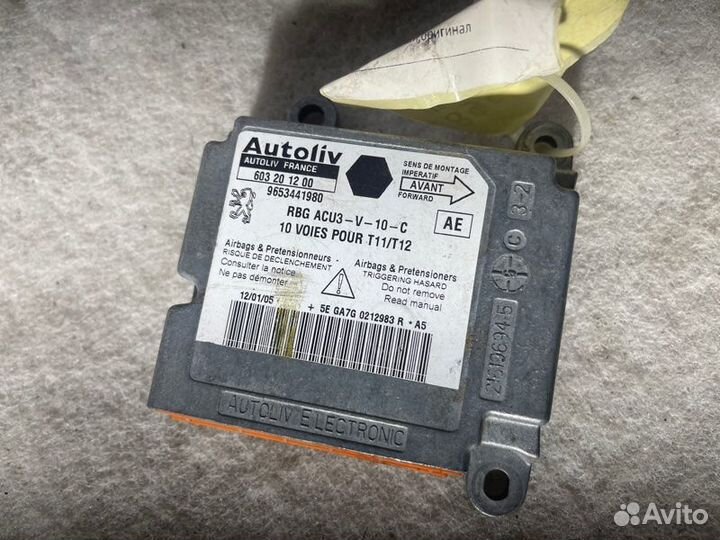 оригинал
Autoliv
AUTOLIV FRANCE
603 20 12 00
9653441980
SENS DE MONTAGE
IMPERATIF
AVANT
FORWARD
RBG ACU3-V-10-C
10 VOIES POUR T11/T12
AE
Airbags & Pretensionneurs -
RISQUE DE DECLENCHEMENT
Consulter la notice
Ne pas démonter
Airbags & Pretensioners
TRIGGERING HASARD
Do not remove
Read manual
12/01/05
+ 5E GA7G 0212983 R * A5
AUTOLIV ELECTRONIC
C 3-2
Avito